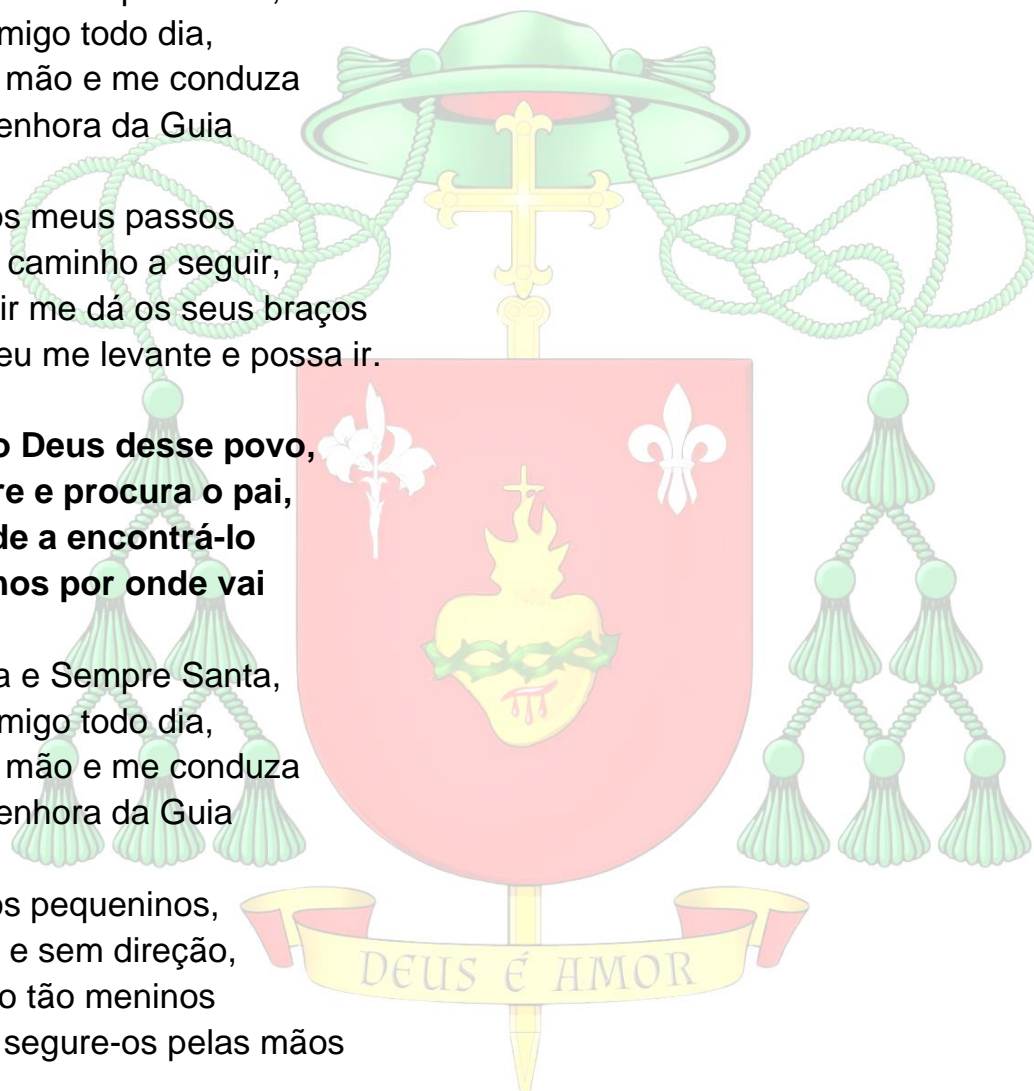 migo todo dia,
mão e me conduza
enhora da Guia
os meus passos
caminho a seguir,
ir me dá os seus braços
eu me levante e possa ir.
o Deus desse povo,
re e procura o pai,
de a encontrá-lo
nos por onde vai
a e Sempre Santa,
migo todo dia,
mão e me conduza
enhora da Guia
os pequeninos,
e sem direção,
o tão meninos
segure-os pelas mãos
DEUS É AMOR